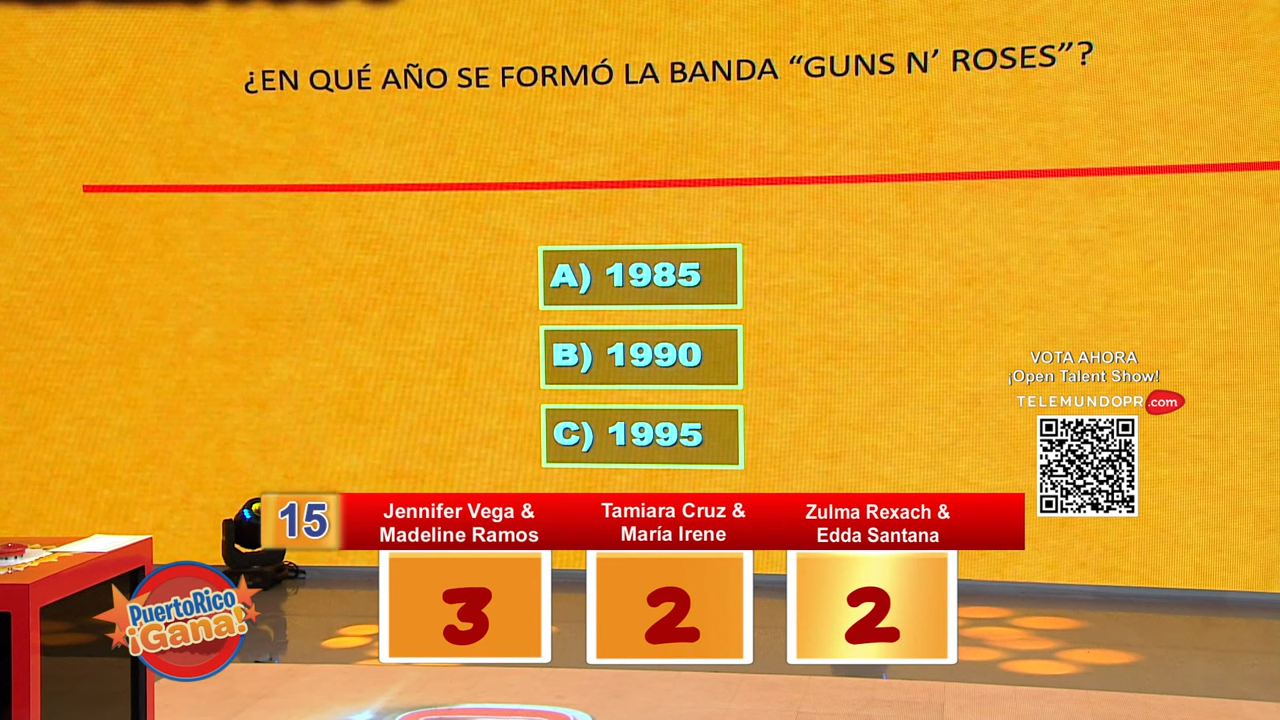 ¿EN QUÉ AÑO SE FORMÓ LA BANDA “GUNS N’ ROSES”?
A) 1985
B) 1990
C) 1995
VOTA AHORA
¡Open Talent Show!
TELEMUNDOPR.com
15
Jennifer Vega &
Madeline Ramos
Tamiara Cruz &
María Irene
Zulma Rexach &
Edda Santana
3
2
2
PuertoRico
¡Gana!